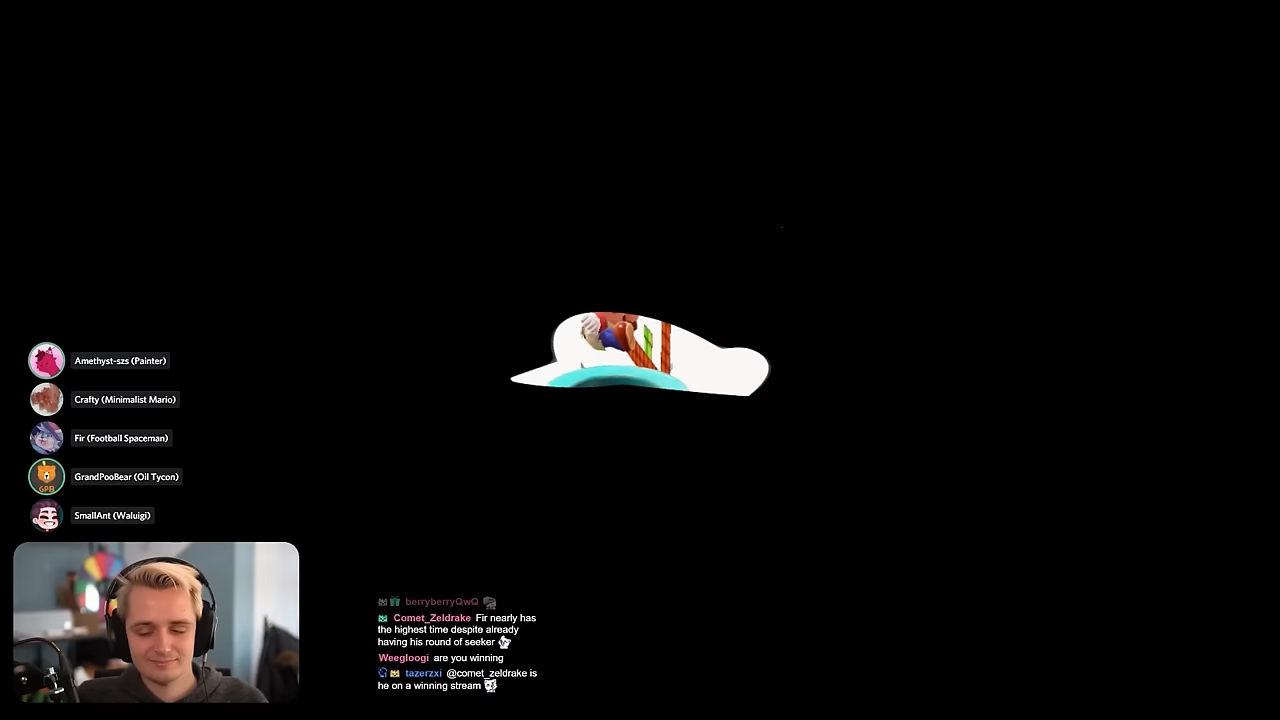 Amethyst-szs (Painter)
Crafty (Minimalist Mario)
Fir (Football Spaceman)
GrandPooBear (Oil Tycon)
GPB
SmallAnt (Waluigi)
berryberryQwQ
Comet_Zeldrake Fir nearly has
the highest time despite already
having his round of seeker
Weegloogi are you winning
tazerzxi @comet_zeldrake is
he on a winning stream